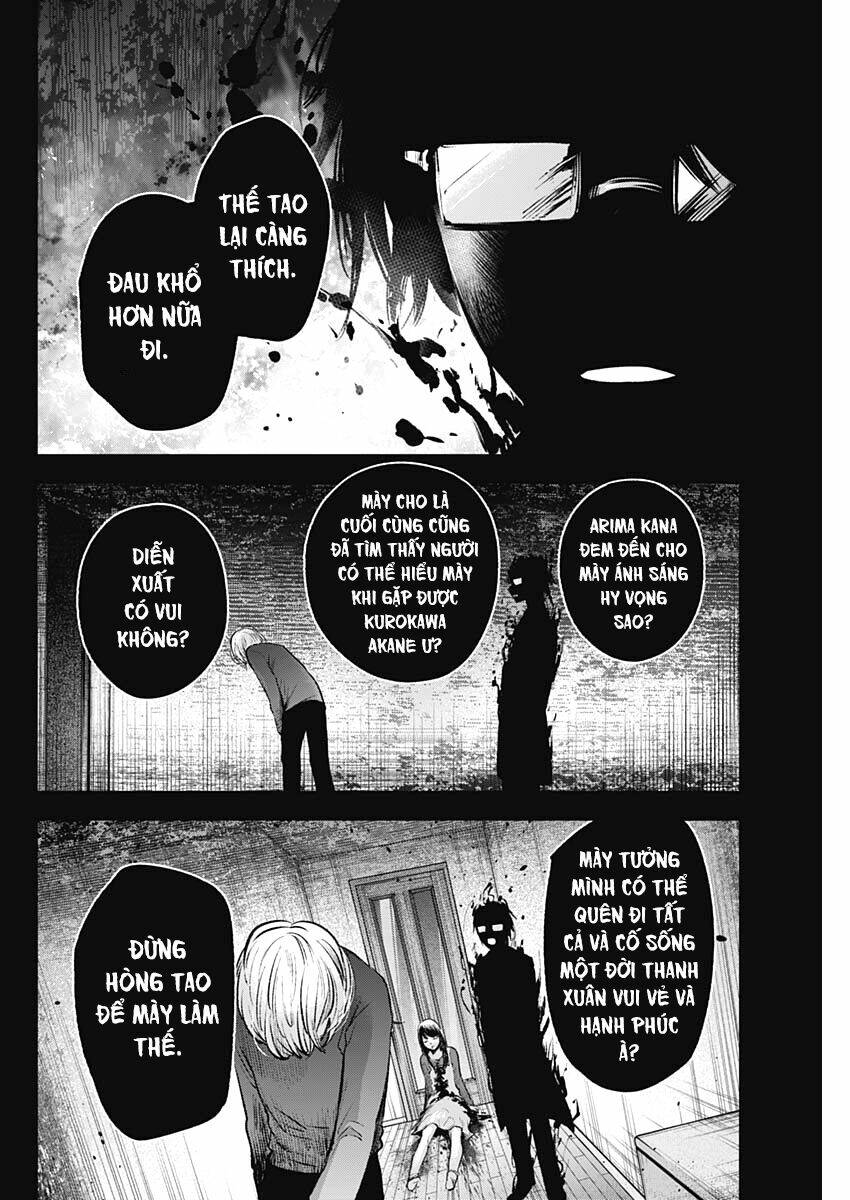 THẾ TAO
LẠI CÀNG
THÍCH.
ĐAU KHỔ
HƠN NỮA
ĐI.
ARIMA KANA
ĐEM ĐẾN CHO
MÀY ÁNH SÁNG
HY VỌNG
SAO?
MÀY CHO LÀ
CUỐI CÙNG CŨNG
ĐÃ TÌM THẤY NGƯỜI
CÓ THỂ HIỂU MÀY
KHI GẶP ĐƯỢC
KUROKAWA
AKANE Ư?
DIỄN
XUẤT
CÓ VUI
KHÔNG?
MÀY TƯỞNG
MÌNH CÓ THỂ
QUÊN ĐI TẤT
CẢ VÀ CỐ SỐNG
MỘT ĐỜI THANH
XUÂN VUI VẺ VÀ
HẠNH PHÚC
À?
ĐỪNG
HÒNG TAO
ĐỂ MÀY LÀM
THẾ.